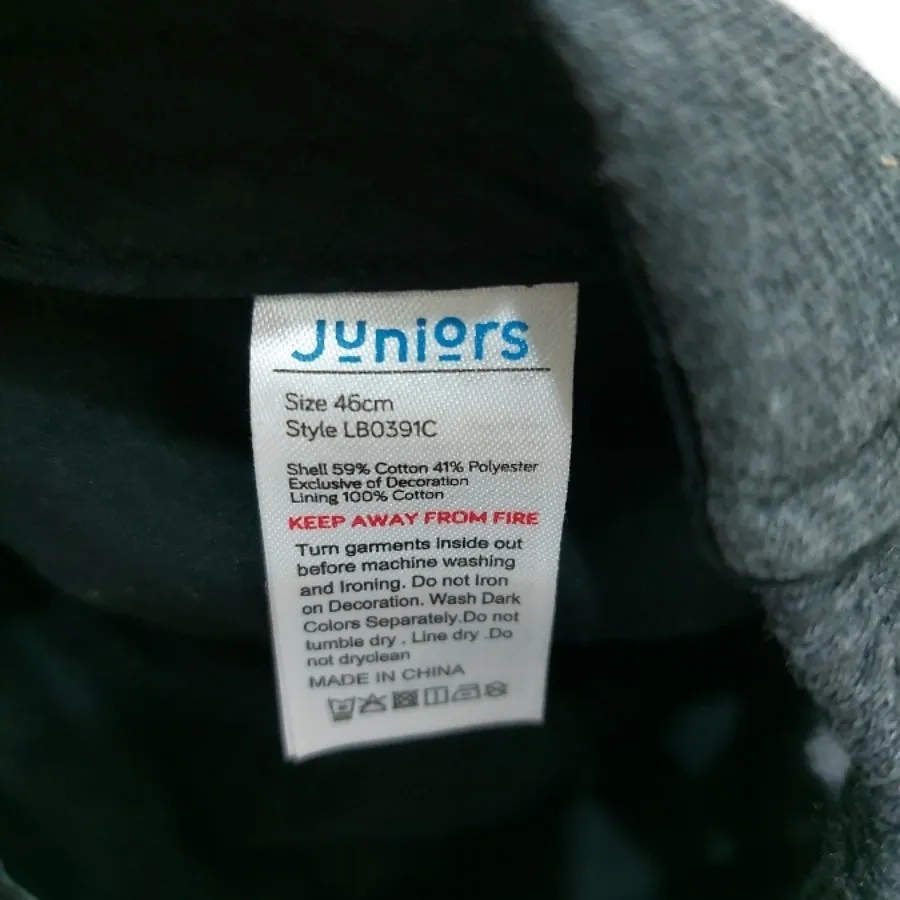 Juniors
Size 46cm
Style LB0391C
Shell 59% Cotton 41% Polyester
Exclusive of Decoration
Lining 100% Cotton
KEEP AWAY FROM FIRE
Turn garments inside out
before machine washing
and Ironing. Do not Iron
on Decoration. Wash Dark
Colors Separately.Do not
tumble dry . Line dry .Do
not dryclean
MADE IN CHINA